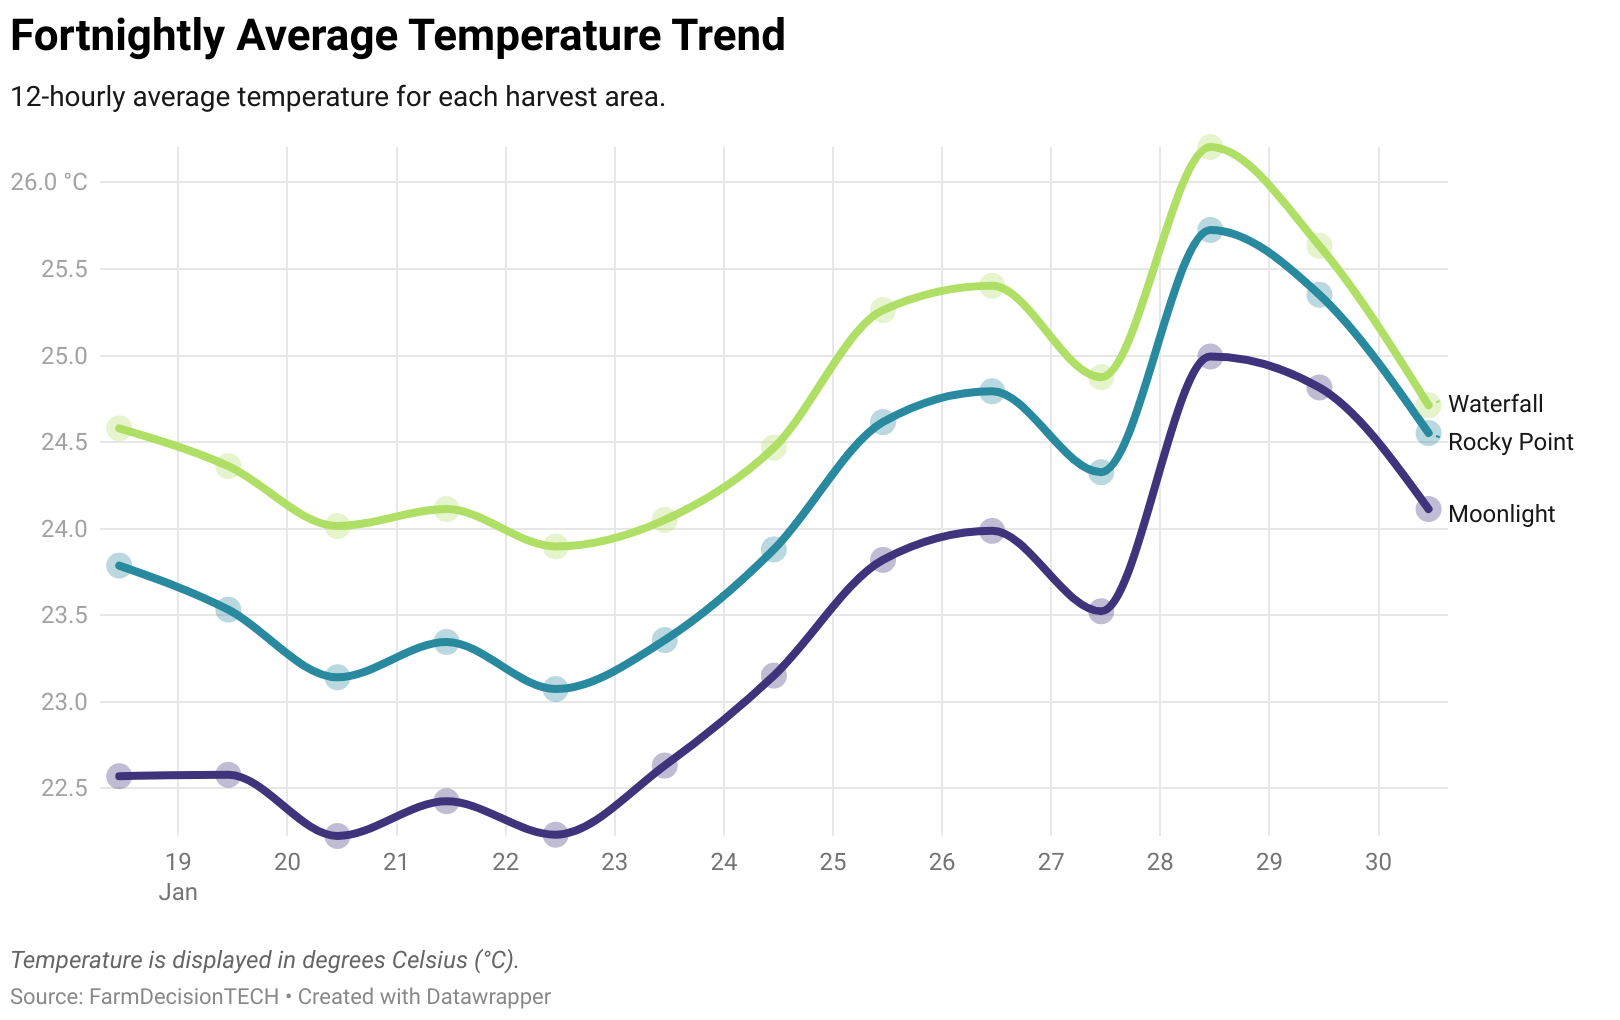 Fortnightly Average Temperature Trend
12-hourly average temperature for each harvest area.
26.0 °C
25.5
25.0
24.5
24.0
23.5
23.0
22.5
Waterfall
Rocky Point
Moonlight
19 20 21 22 23 24 25 26 27 28 29 30
Jan
Temperature is displayed in degrees Celsius (°C).
Source: FarmDecisionTECH • Created with Datawrapper